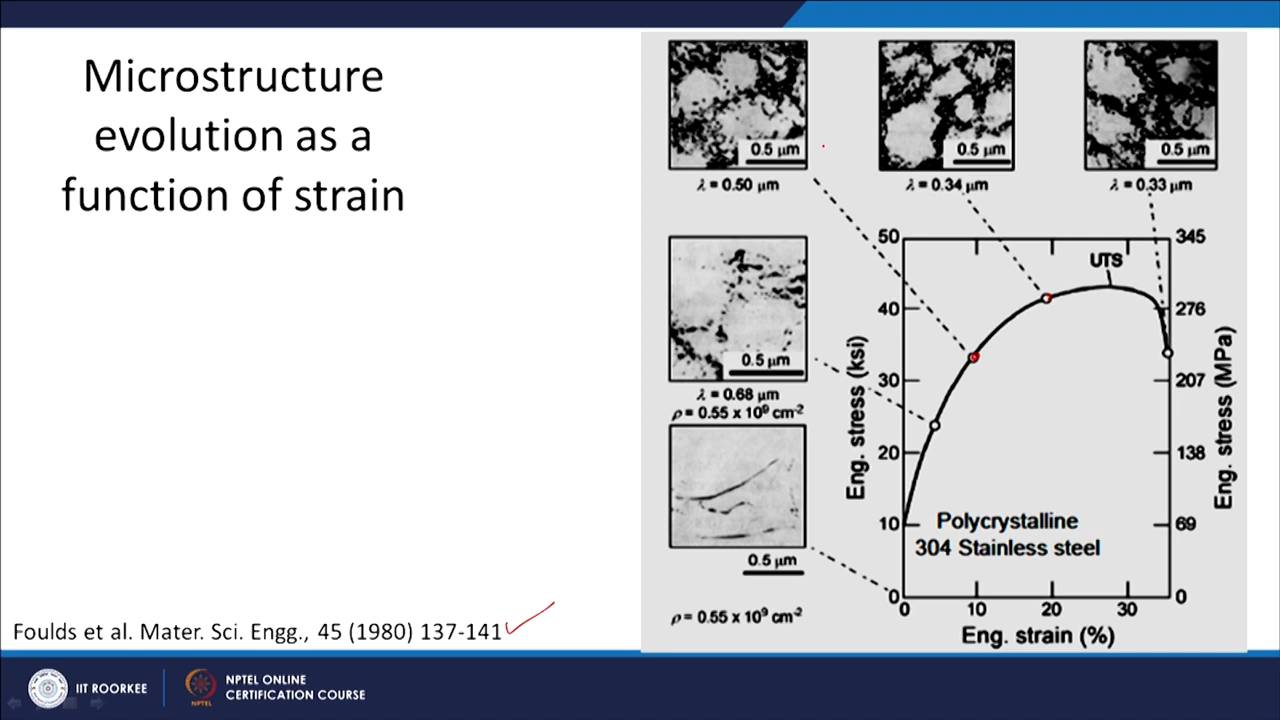 Microstructure
evolution as a
function of strain
0.5 μm
λ = 0.50 μm
0.5 μm
λ = 0.34 μm
0.5 μm
λ = 0.33 μm
0.5 μm
λ = 0.68 μm
ρ = 0.55 x 10⁹ cm⁻²
0.5 μm
ρ = 0.55 x 10⁹ cm⁻²
50
40
30
20
10
0
Eng. stress (ksi)
UTS
Polycrystalline
304 Stainless steel
345
276
207
138
69
0
Eng. stress (MPa)
0 10 20 30
Eng. strain (%)
Foulds et al. Mater. Sci. Engg., 45 (1980) 137-141
IIT ROORKEE
NPTEL
NPTEL ONLINE
CERTIFICATION COURSE